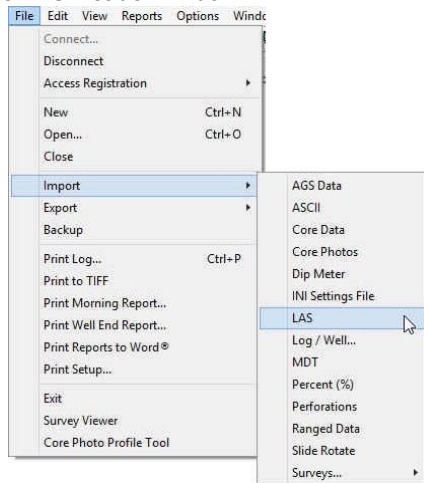 File Edit View Reports Options
Connect...
Disconnect
Access Registration
New Ctrl+N
Open... Ctrl+O
Close
Import
Export
Backup
Print Log... Ctrl+P
Print to TIFF
Print Morning Report...
Print Well End Report...
Print Reports to Word®
Print Setup...
Exit
Survey Viewer
Core Photo Profile Tool
AGS Data
ASCII
Core Data
Core Photos
Dip Meter
INI Settings File
LAS
Log / Well...
MDT
Percent (%)
Perforations
Ranged Data
Slide Rotate
Surveys...